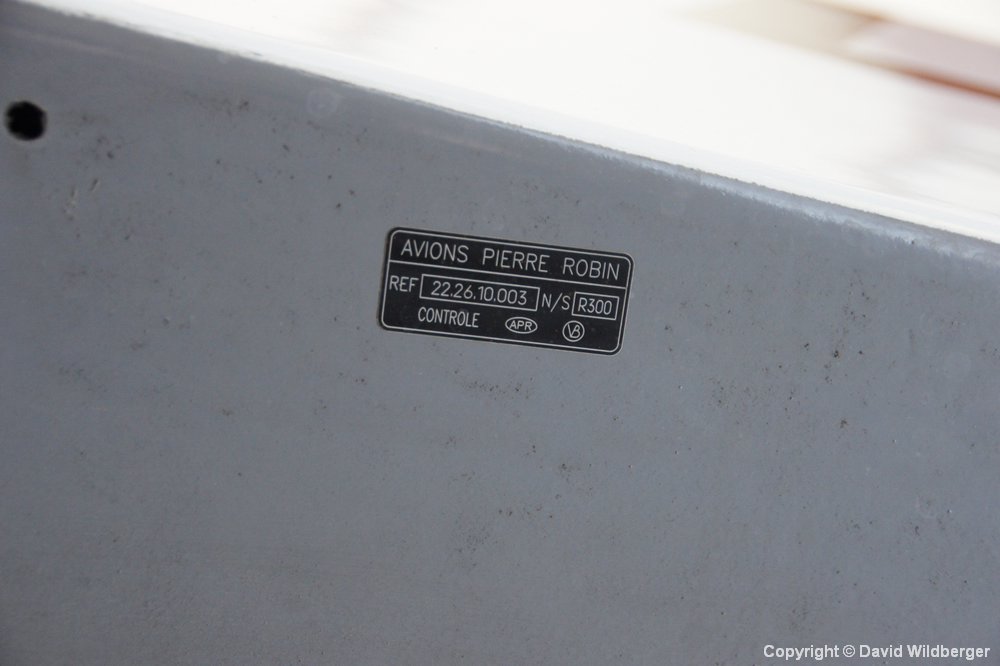 AVIONS PIERRE ROBIN
REF 22.26.10.003 N/S R300
CONTROLE APR VB
Copyright © David Wildberger